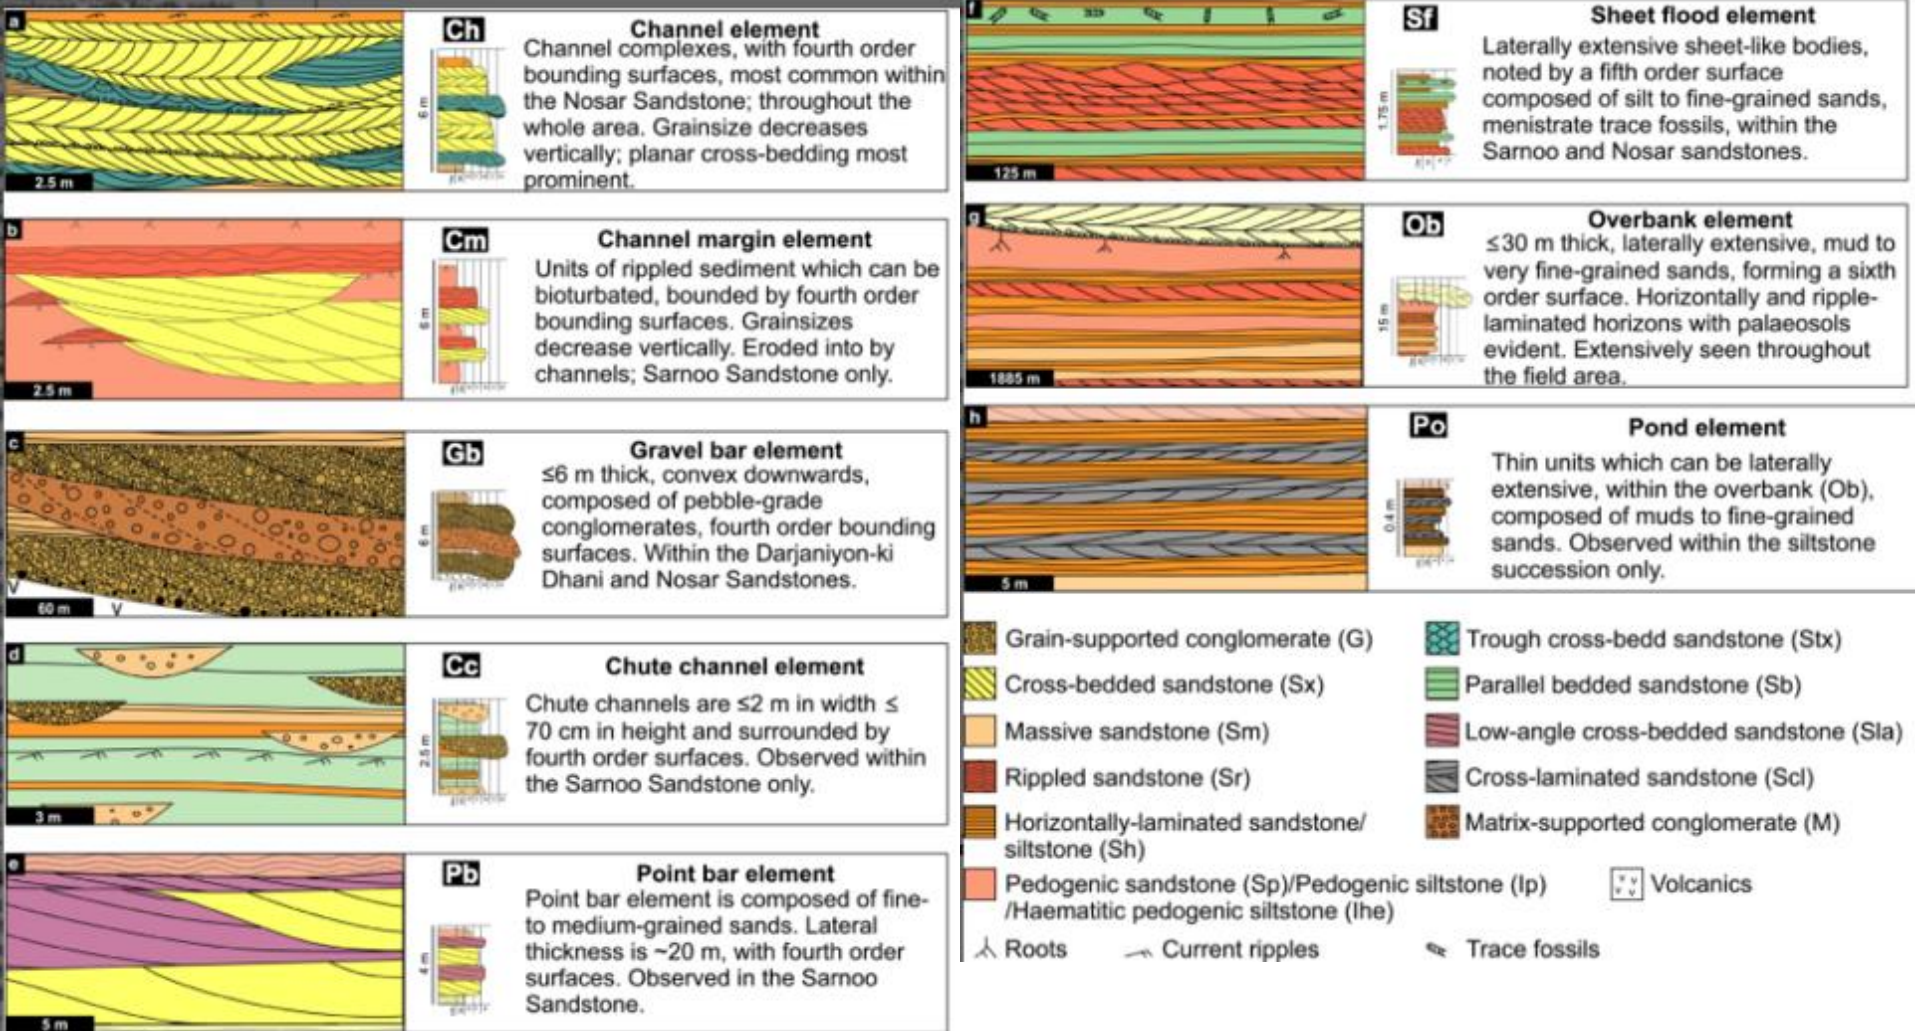 a
Ch
Channel element
Channel complexes, with fourth order
bounding surfaces, most common within
the Nosar Sandstone; throughout the
whole area. Grainsize decreases
vertically; planar cross-bedding most
prominent.
6 m
2.5 m
b
Cm
Channel margin element
Units of rippled sediment which can be
bioturbated, bounded by fourth order
bounding surfaces. Grainsizes
decrease vertically. Eroded into by
channels; Sarnoo Sandstone only.
6 m
2.5 m
c
Gb
Gravel bar element
≤6 m thick, convex downwards,
composed of pebble-grade
conglomerates, fourth order bounding
surfaces. Within the Darjaniyon-ki
Dhani and Nosar Sandstones.
6 m
V
V
60 m
d
Cc
Chute channel element
Chute channels are ≤2 m in width ≤
70 cm in height and surrounded by
fourth order surfaces. Observed within
the Sarnoo Sandstone only.
2.5 m
3 m
e
Pb
Point bar element
Point bar element is composed of fine-
to medium-grained sands. Lateral
thickness is ~20 m, with fourth order
surfaces. Observed in the Sarnoo
Sandstone.
4 m
5 m
f
Sf
Sheet flood element
Laterally extensive sheet-like bodies,
noted by a fifth order surface
composed of silt to fine-grained sands,
menistrate trace fossils, within the
Sarnoo and Nosar sandstones.
1.75 m
125 m
g
Ob
Overbank element
≤30 m thick, laterally extensive, mud to
very fine-grained sands, forming a sixth
order surface. Horizontally and ripple-
laminated horizons with palaeosols
evident. Extensively seen throughout
the field area.
15 m
1885 m
h
Po
Pond element
Thin units which can be laterally
extensive, within the overbank (Ob),
composed of muds to fine-grained
sands. Observed within the siltstone
succession only.
0.4 m
5 m
Grain-supported conglomerate (G)
Cross-bedded sandstone (Sx)
Massive sandstone (Sm)
Rippled sandstone (Sr)
Horizontally-laminated sandstone/
siltstone (Sh)
Pedogenic sandstone (Sp)/Pedogenic siltstone (Ip)
/Haematitic pedogenic siltstone (Ihe)
Roots
Current ripples
Trough cross-bedd sandstone (Stx)
Parallel bedded sandstone (Sb)
Low-angle cross-bedded sandstone (Sla)
Cross-laminated sandstone (Scl)
Matrix-supported conglomerate (M)
Volcanics
Trace fossils